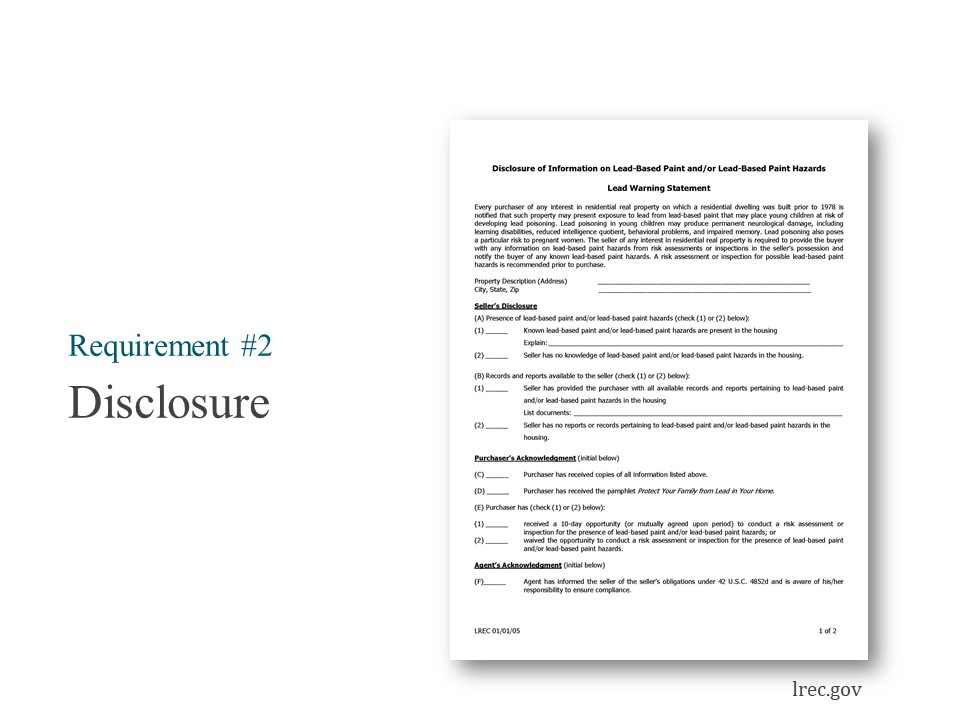 Requirement #2
Disclosure
Disclosure of Information on Lead-Based Paint and/or Lead-Based Paint Hazards
Lead Warning Statement
Every purchaser of any interest in residential real property on which a residential dwelling was built prior to 1978 is
notified that such property may present exposure to lead from lead-based paint that may place young children at risk of
developing lead poisoning. Lead poisoning in young children may produce permanent neurological damage, including
learning disabilities, reduced intelligence quotient, behavioral problems, and impaired memory. Lead poisoning also poses
a particular risk to pregnant women. The seller of any interest in residential real property is required to provide the buyer
with any information on lead-based paint hazards from risk assessments or inspections in the seller's possession and
notify the buyer of any known lead-based paint hazards. A risk assessment or inspection for possible lead-based paint
hazards is recommended prior to purchase.
Property Description (Address) ____________________
City, State, Zip ____________________
Seller's Disclosure
(A) Presence of lead-based paint and/or lead-based paint hazards (check (1) or (2) below):
(1) ______ Known lead-based paint and/or lead-based paint hazards are present in the housing
Explain:____________________
(2) ______ Seller has no knowledge of lead-based paint and/or lead-based paint hazards in the housing.
(B) Records and reports available to the seller (check (1) or (2) below):
(1) ______ Seller has provided the purchaser with all available records and reports pertaining to lead-based paint
and/or lead-based paint hazards in the housing
List documents: ____________________
(2) ______ Seller has no reports or records pertaining to lead-based paint and/or lead-based paint hazards in the
housing.
Purchaser's Acknowledgment (initial below)
(C) ______ Purchaser has received copies of all information listed above.
(D) ______ Purchaser has received the pamphlet Protect Your Family from Lead in Your Home.
(E) Purchaser has (check (1) or (2) below):
(1) ______ received a 10-day opportunity (or mutually agreed upon period) to conduct a risk assessment or
inspection for the presence of lead-based paint and/or lead-based paint hazards; or
(2) ______ waived the opportunity to conduct a risk assessment or inspection for the presence of lead-based paint
and/or lead-based paint hazards.
Agent's Acknowledgment (initial below)
(F)______ Agent has informed the seller of the seller's obligations under 42 U.S.C. 4852d and is aware of his/her
responsibility to ensure compliance.
LREC 01/01/05 1 of 2
lrec.gov